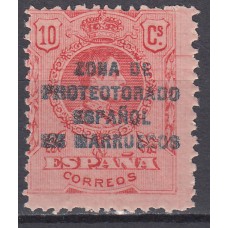 10 Cs
ZONA DE
PROTECTORADO
ESPAÑOL
EN MARRUECOS
ESPAÑA
CORREOS